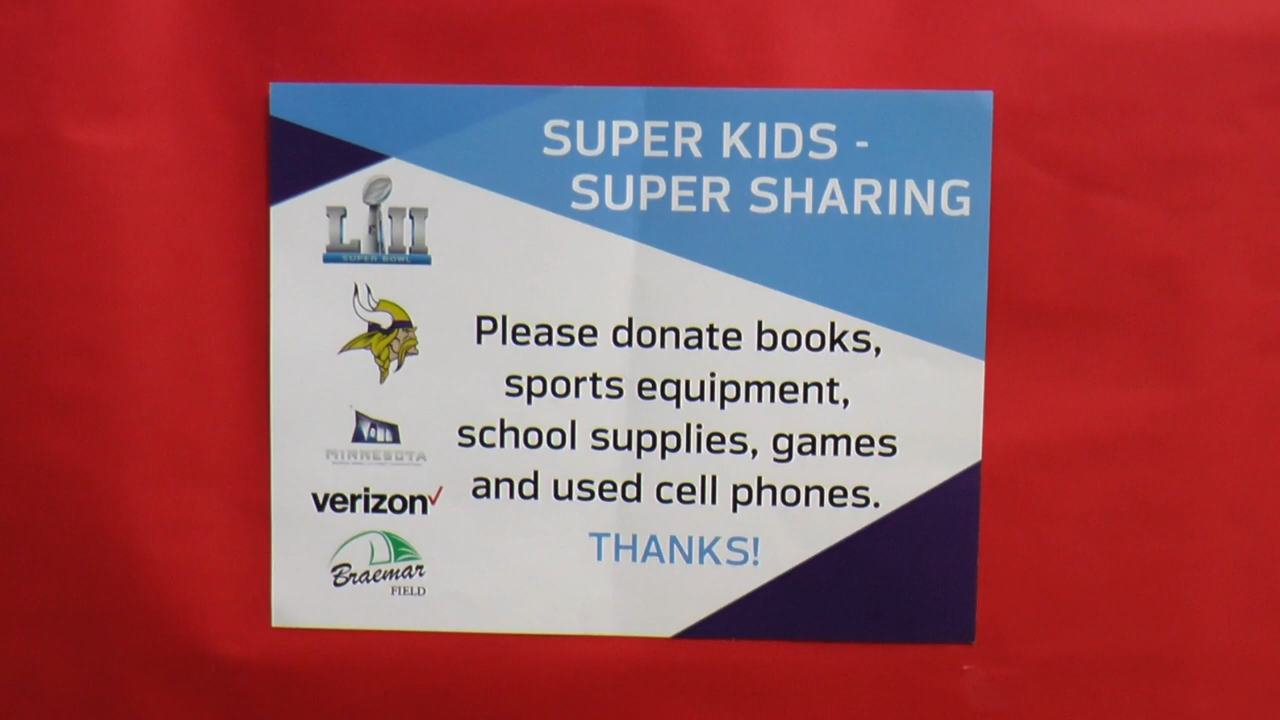 SUPER KIDS -
SUPER SHARING
LII
SUPER BOWL
MINNESOTA
verizon
Braemar
FIELD
Please donate books,
sports equipment,
school supplies, games
and used cell phones.
THANKS!